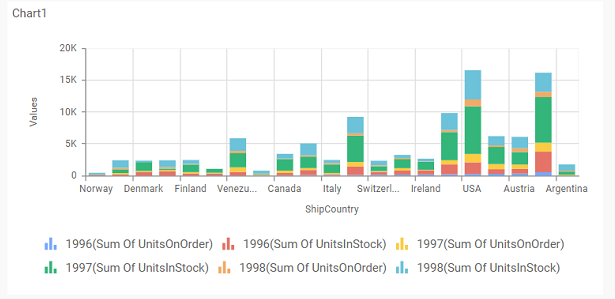 Chart1
20K
15K
10K
5K
0
Values
Norway Denmark Finland Venezu... Canada Italy Switzerl... Ireland USA Austria Argentina
ShipCountry
1996(Sum Of UnitsOnOrder) 1996(Sum Of UnitsInStock) 1997(Sum Of UnitsOnOrder)
1997(Sum Of UnitsInStock) 1998(Sum Of UnitsOnOrder) 1998(Sum Of UnitsInStock)